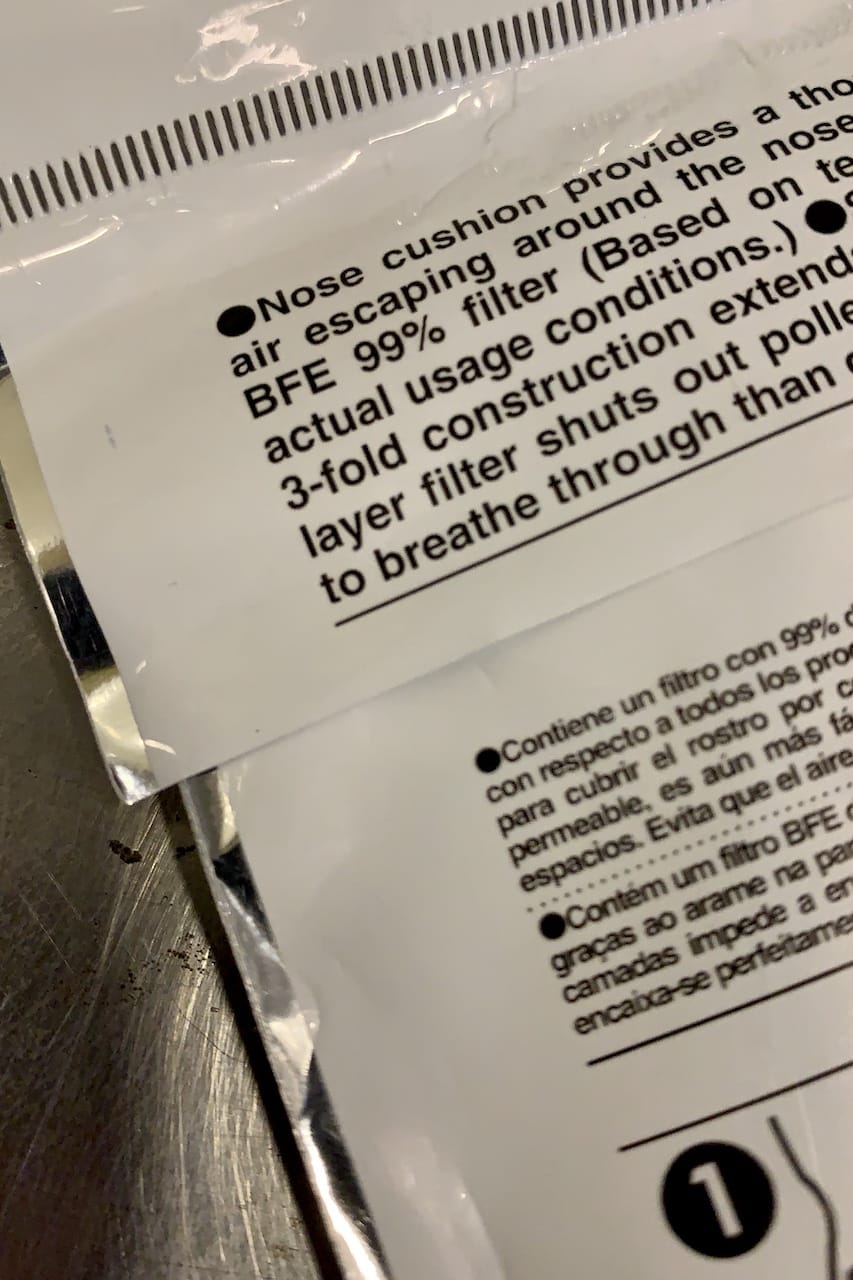 ●Nose cushion provides a tho
air escaping around the nose
BFE 99% filter (Based on te
actual usage conditions.) ●
3-fold construction extend
layer filter shuts out polle
to breathe through than
●Contiene un filtro con 99% d
con respecto a todos los pro
para cubrir el rostro por c
permeable, es aún más fá
espacios. Evita que el aire
●Contém um filtro BFE
graças ao arame na par
camadas impede a en
encaixa-se perfeitame
1